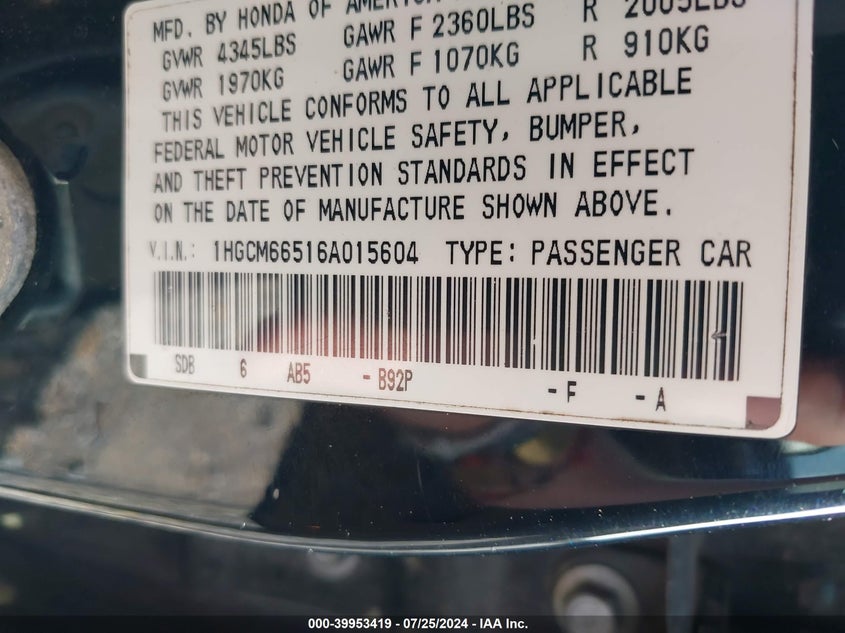 MFD. BY HONDA OF AMERICA
GVWR 4345LBS GAWR F 2360LBS R 2005LBS
GVWR 1970KG GAWR F 1070KG R 910KG
THIS VEHICLE CONFORMS TO ALL APPLICABLE
FEDERAL MOTOR VEHICLE SAFETY, BUMPER,
AND THEFT PREVENTION STANDARDS IN EFFECT
ON THE DATE OF MANUFACTURE SHOWN ABOVE.
V.I.N.: 1HGCM66516A015604 TYPE: PASSENGER CAR
SDB 6 AB5 - B92P - F - A
000-39953419 - 07/25/2024 - IAA Inc.